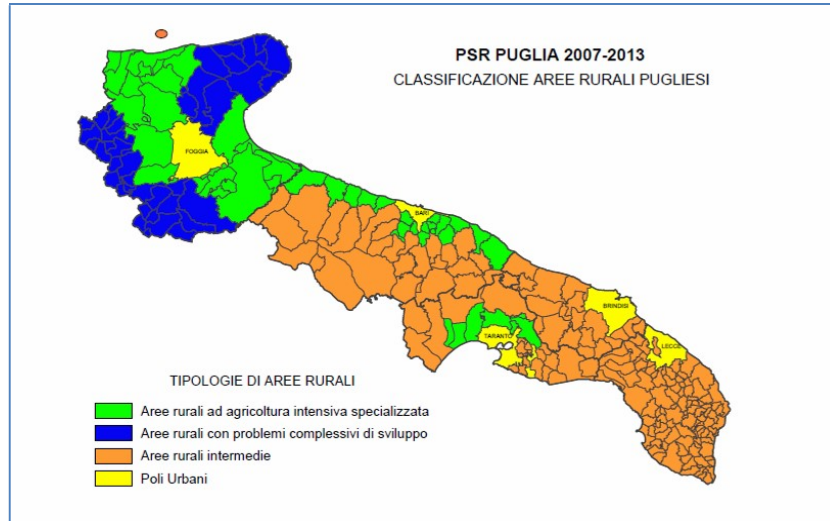 PSR PUGLIA 2007-2013
CLASSIFICAZIONE AREE RURALI PUGLIESI
FOGGIA
BARI
BRINDISI
TARANTO
LECCE
TIPOLOGIE DI AREE RURALI
Aree rurali ad agricoltura intensiva specializzata
Aree rurali con problemi complessivi di sviluppo
Aree rurali intermedie
Poli Urbani